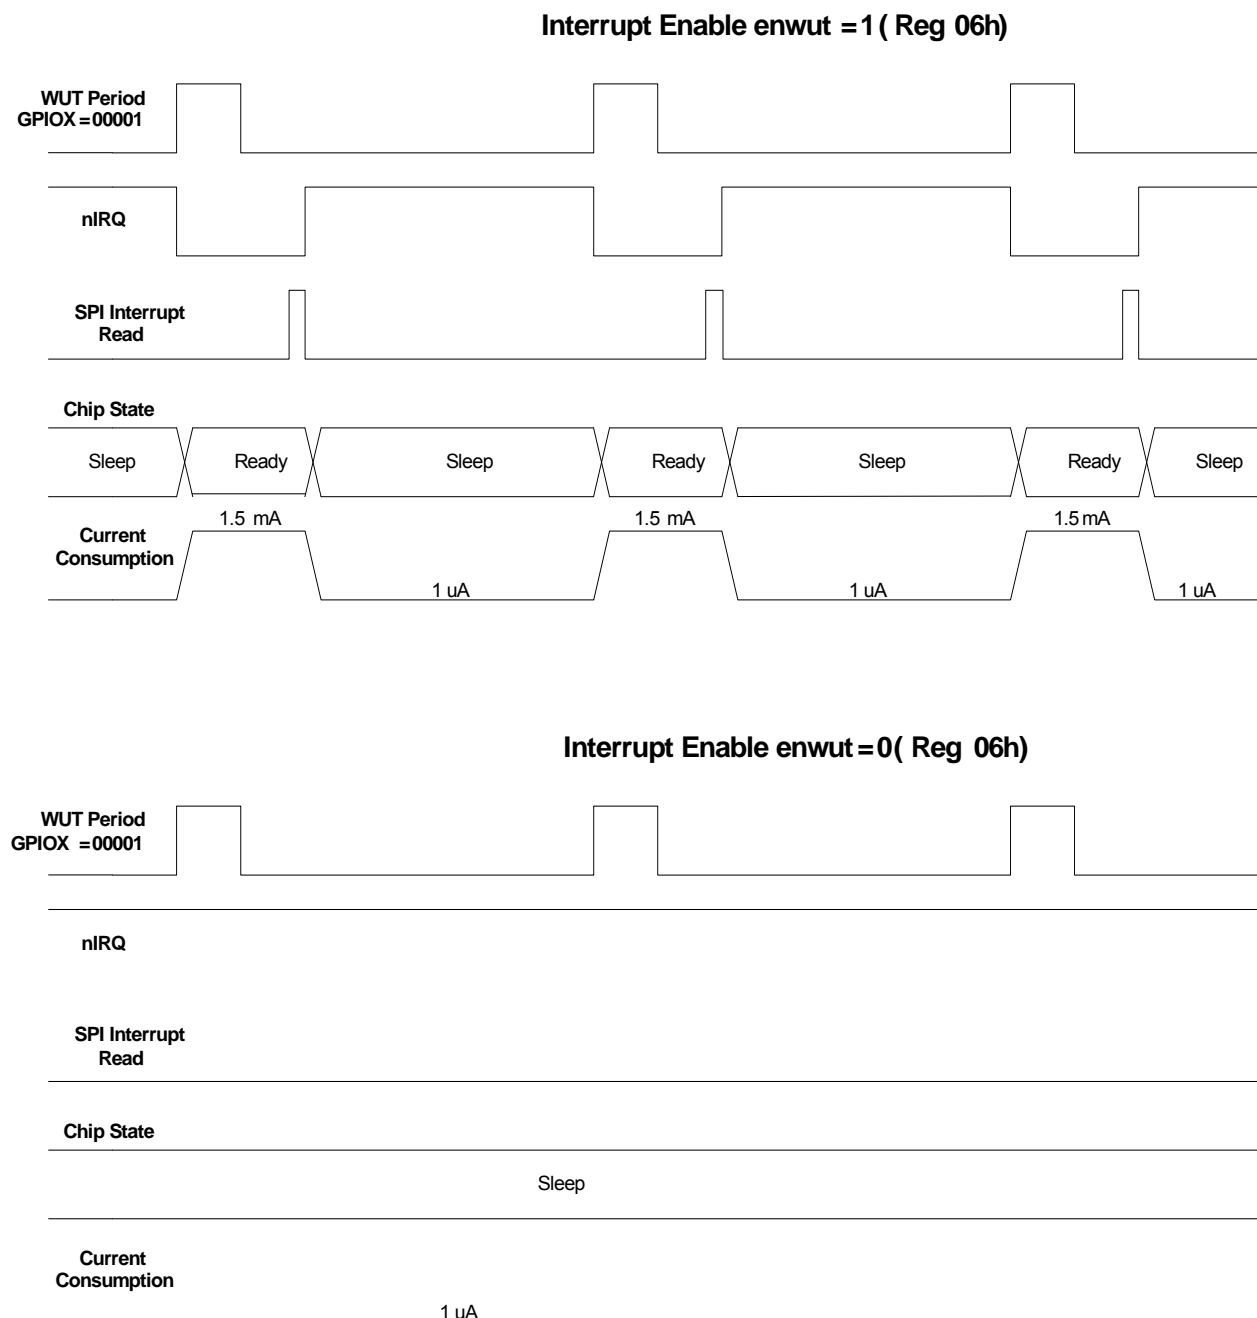 Interrupt Enable enwut =1 ( Reg 06h)
WUT Period
GPIOX =00001
nIRQ
SPI Interrupt
Read
Chip State
Sleep Ready Sleep Ready Sleep Ready Sleep
1.5 mA 1.5 mA 1.5 mA
Current
Consumption
1 uA 1 uA 1 uA
Interrupt Enable enwut =0 ( Reg 06h)
WUT Period
GPIOX =00001
nIRQ
SPI Interrupt
Read
Chip State
Sleep
Current
Consumption
1 uA